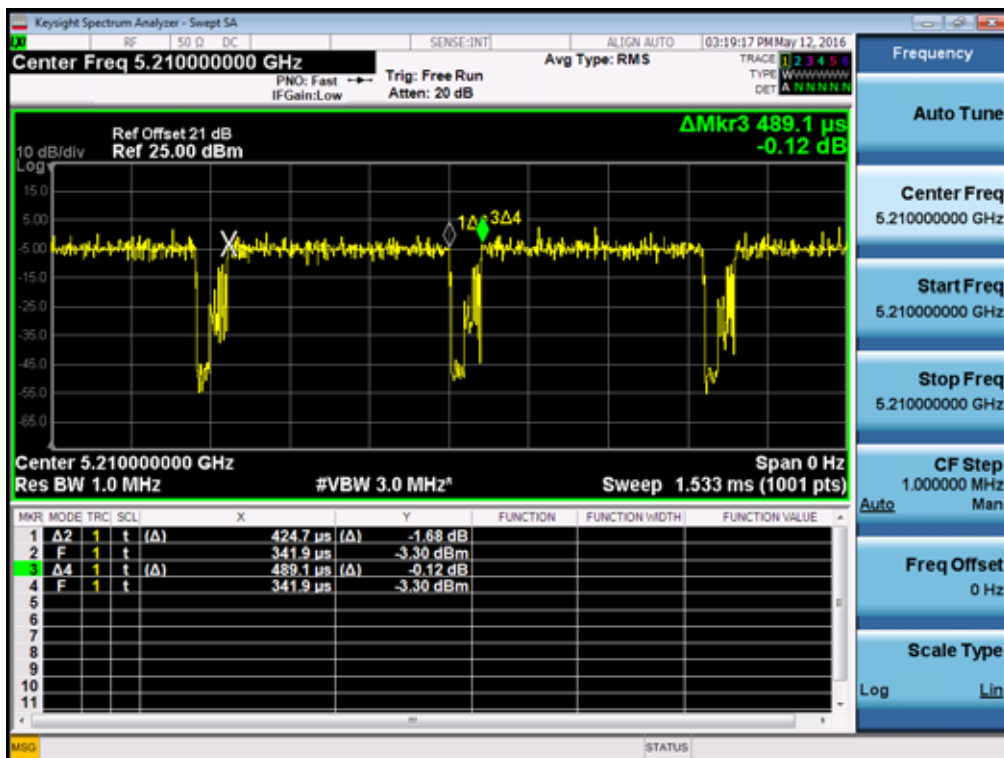 Keysight Spectrum Analyzer - Swept SA
LXI RF 50 Ω DC SENSE:INT ALIGN AUTO 03:19:17 PM May 12, 2016
Center Freq 5.210000000 GHz
PNO: Fast
IFGain:Low
Trig: Free Run
Atten: 20 dB
Avg Type: RMS
TRACE 1 2 3 4 5 6
TYPE WWWWWW
DET A N N N N N
Ref Offset 21 dB
10 dB/div Ref 25.00 dBm
Log
ΔMkr3 489.1 µs
-0.12 dB
15.0
5.00
-5.00
-15.0
-25.0
-35.0
-45.0
-55.0
-65.0
X
3Δ4
Center 5.210000000 GHz Span 0 Hz
Res BW 1.0 MHz #VBW 3.0 MHz* Sweep 1.533 ms (1001 pts)
MKR MODE TRC SCL X Y FUNCTION FUNCTION WIDTH FUNCTION VALUE
1 Δ2 1 t (Δ) 424.7 µs (Δ) -1.68 dB
2 F 1 t 341.9 µs -3.30 dBm
3 Δ4 1 t (Δ) 489.1 µs (Δ) -0.12 dB
4 F 1 t 341.9 µs -3.30 dBm
5
6
7
8
9
10
11
MSG STATUS
Frequency
Auto Tune
Center Freq
5.210000000 GHz
Start Freq
5.210000000 GHz
Stop Freq
5.210000000 GHz
CF Step
1.000000 MHz
Auto Man
Freq Offset
0 Hz
Scale Type
Log Lin